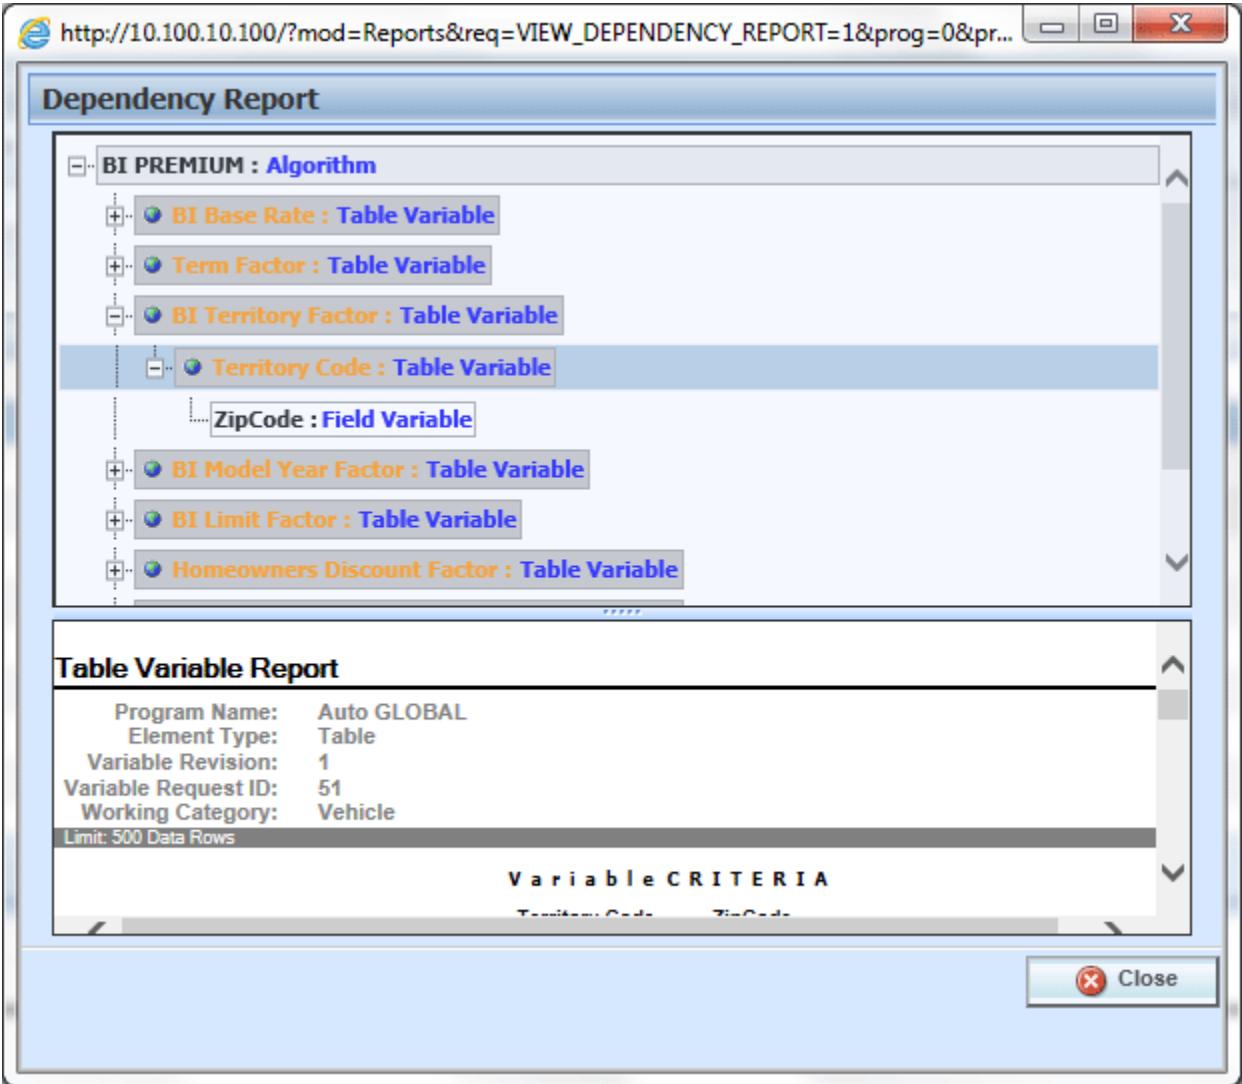 http://10.100.10.100/?mod=Reports&req=VIEW_DEPENDENCY_REPORT=1&prog=0&pr...
Dependency Report
BI PREMIUM : Algorithm
BI Base Rate : Table Variable
Term Factor : Table Variable
BI Territory Factor : Table Variable
Territory Code : Table Variable
ZipCode : Field Variable
BI Model Year Factor : Table Variable
BI Limit Factor : Table Variable
Homeowners Discount Factor : Table Variable
Table Variable Report
Program Name: Auto GLOBAL
Element Type: Table
Variable Revision: 1
Variable Request ID: 51
Working Category: Vehicle
Limit: 500 Data Rows
V a r i a b l e C R I T E R I A
Territory Code ZipCode
Close